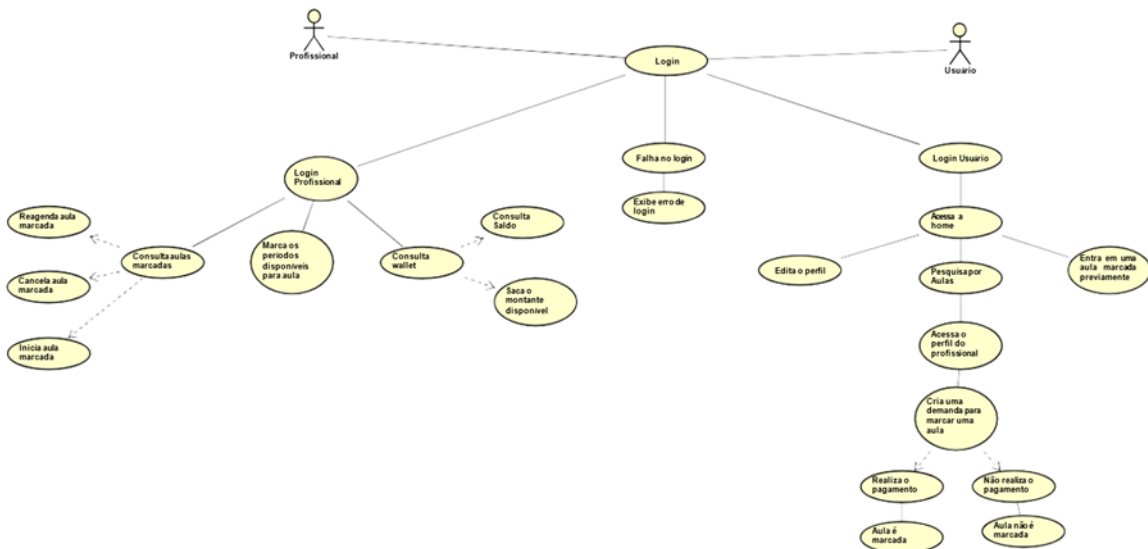 Profissional
Usuário
Login
Login
Profissional
Falha no login
Login Usuário
Exibe erro de
login
Acessa a
home
Reagenda aula
marcada
Consulta aulas
marcadas
Cancela aula
marcada
Inicia aula
marcada
Marca os
periodos
disponíveis
para aula
Consulta
wallet
Consulta
Saldo
Saca o
montante
disponível
Edita o perfil
Pesquisa por
Aulas
Entra em uma
aula marcada
previamente
Acessa o
perfil do
profissional
Cria uma
demanda para
marcar uma
aula
Realiza o
pagamento
Não realiza o
pagamento
Aula é
marcada
Aula não é
marcada